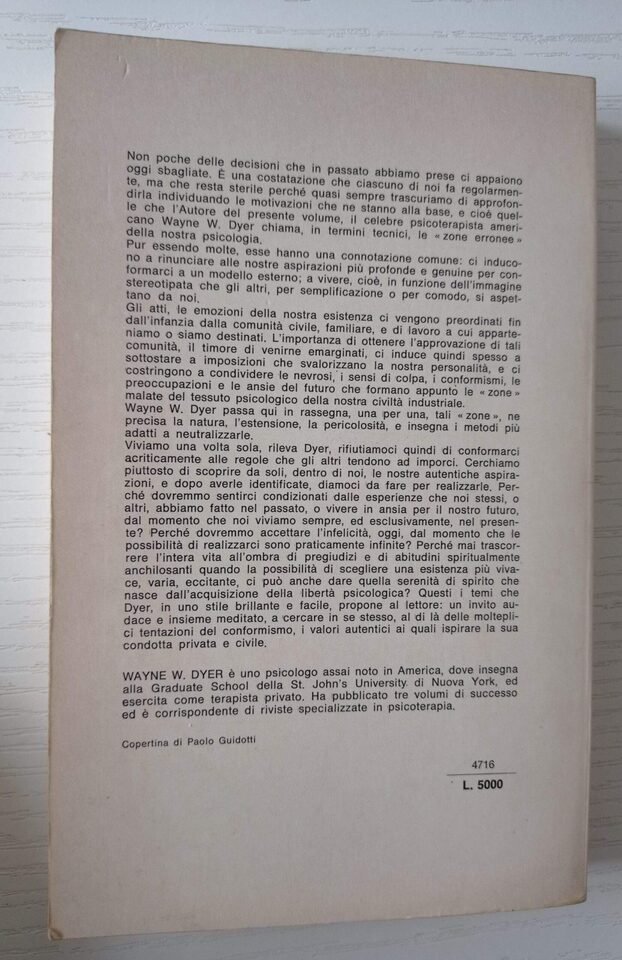 Non poche delle decisioni che in passato abbiamo prese ci appaiono
oggi sbagliate. È una costatazione che ciascuno di noi fa regolarmen-
te, ma che resta sterile perché quasi sempre trascuriamo di approfon-
dirla individuando le motivazioni che ne stanno alla base, e cioè quel-
le che l'Autore del presente volume, il celebre psicoterapista ameri-
cano Wayne W. Dyer chiama, in termini tecnici, le « zone erronee »
della nostra psicologia.
Pur essendo molte, esse hanno una connotazione comune: ci induco-
no a rinunciare alle nostre aspirazioni più profonde e genuine per con-
formarci a un modello esterno; a vivere, cioè, in funzione dell'immagine
stereotipata che gli altri, per semplificazione o per comodo, si aspet-
tano da noi.
Gli atti, le emozioni della nostra esistenza ci vengono preordinati fin
dall'infanzia dalla comunità civile, familiare, e di lavoro a cui apparte-
niamo o siamo destinati. L'importanza di ottenere l'approvazione di tali
comunità, il timore di venirne emarginati, ci induce quindi spesso a
sottostare a imposizioni che svalorizzano la nostra personalità, e ci
costringono a condividere le nevrosi, i sensi di colpa, i conformismi, le
preoccupazioni e le ansie del futuro che formano appunto le « zone »
malate del tessuto psicologico della nostra civiltà industriale.
Wayne W. Dyer passa qui in rassegna, una per una, tali « zone », ne
precisa la natura, l'estensione, la pericolosità, e insegna i metodi più
adatti a neutralizzarle.
Viviamo una volta sola, rileva Dyer, rifiutiamoci quindi di conformarci
acriticamente alle regole che gli altri tendono ad imporci. Cerchiamo
piuttosto di scoprire da soli, dentro di noi, le nostre autentiche aspira-
zioni, e dopo averle identificate, diamoci da fare per realizzarle. Per-
ché dovremmo sentirci condizionati dalle esperienze che noi stessi, o
altri, abbiamo fatto nel passato, o vivere in ansia per il nostro futuro,
dal momento che noi viviamo sempre, ed esclusivamente, nel presen-
te? Perché dovremmo accettare l'infelicità, oggi, dal momento che le
possibilità di realizzarci sono praticamente infinite? Perché mai trascor-
rere l'intera vita all'ombra di pregiudizi e di abitudini spiritualmente
anchilosanti quando la possibilità di scegliere una esistenza più viva-
ce, varia, eccitante, ci può anche dare quella serenità di spirito che
nasce dall'acquisizione della libertà psicologica? Questi i temi che
Dyer, in uno stile brillante e facile, propone al lettore: un invito au-
dace e insieme meditato, a cercare in se stesso, al di là delle moltepli-
ci tentazioni del conformismo, i valori autentici ai quali ispirare la sua
condotta privata e civile.
WAYNE W. DYER è uno psicologo assai noto in America, dove insegna
alla Graduate School della St. John's University di Nuova York, ed
esercita come terapista privato. Ha pubblicato tre volumi di successo
ed è corrispondente di riviste specializzate in psicoterapia.
Copertina di Paolo Guidotti
4716
L. 5000